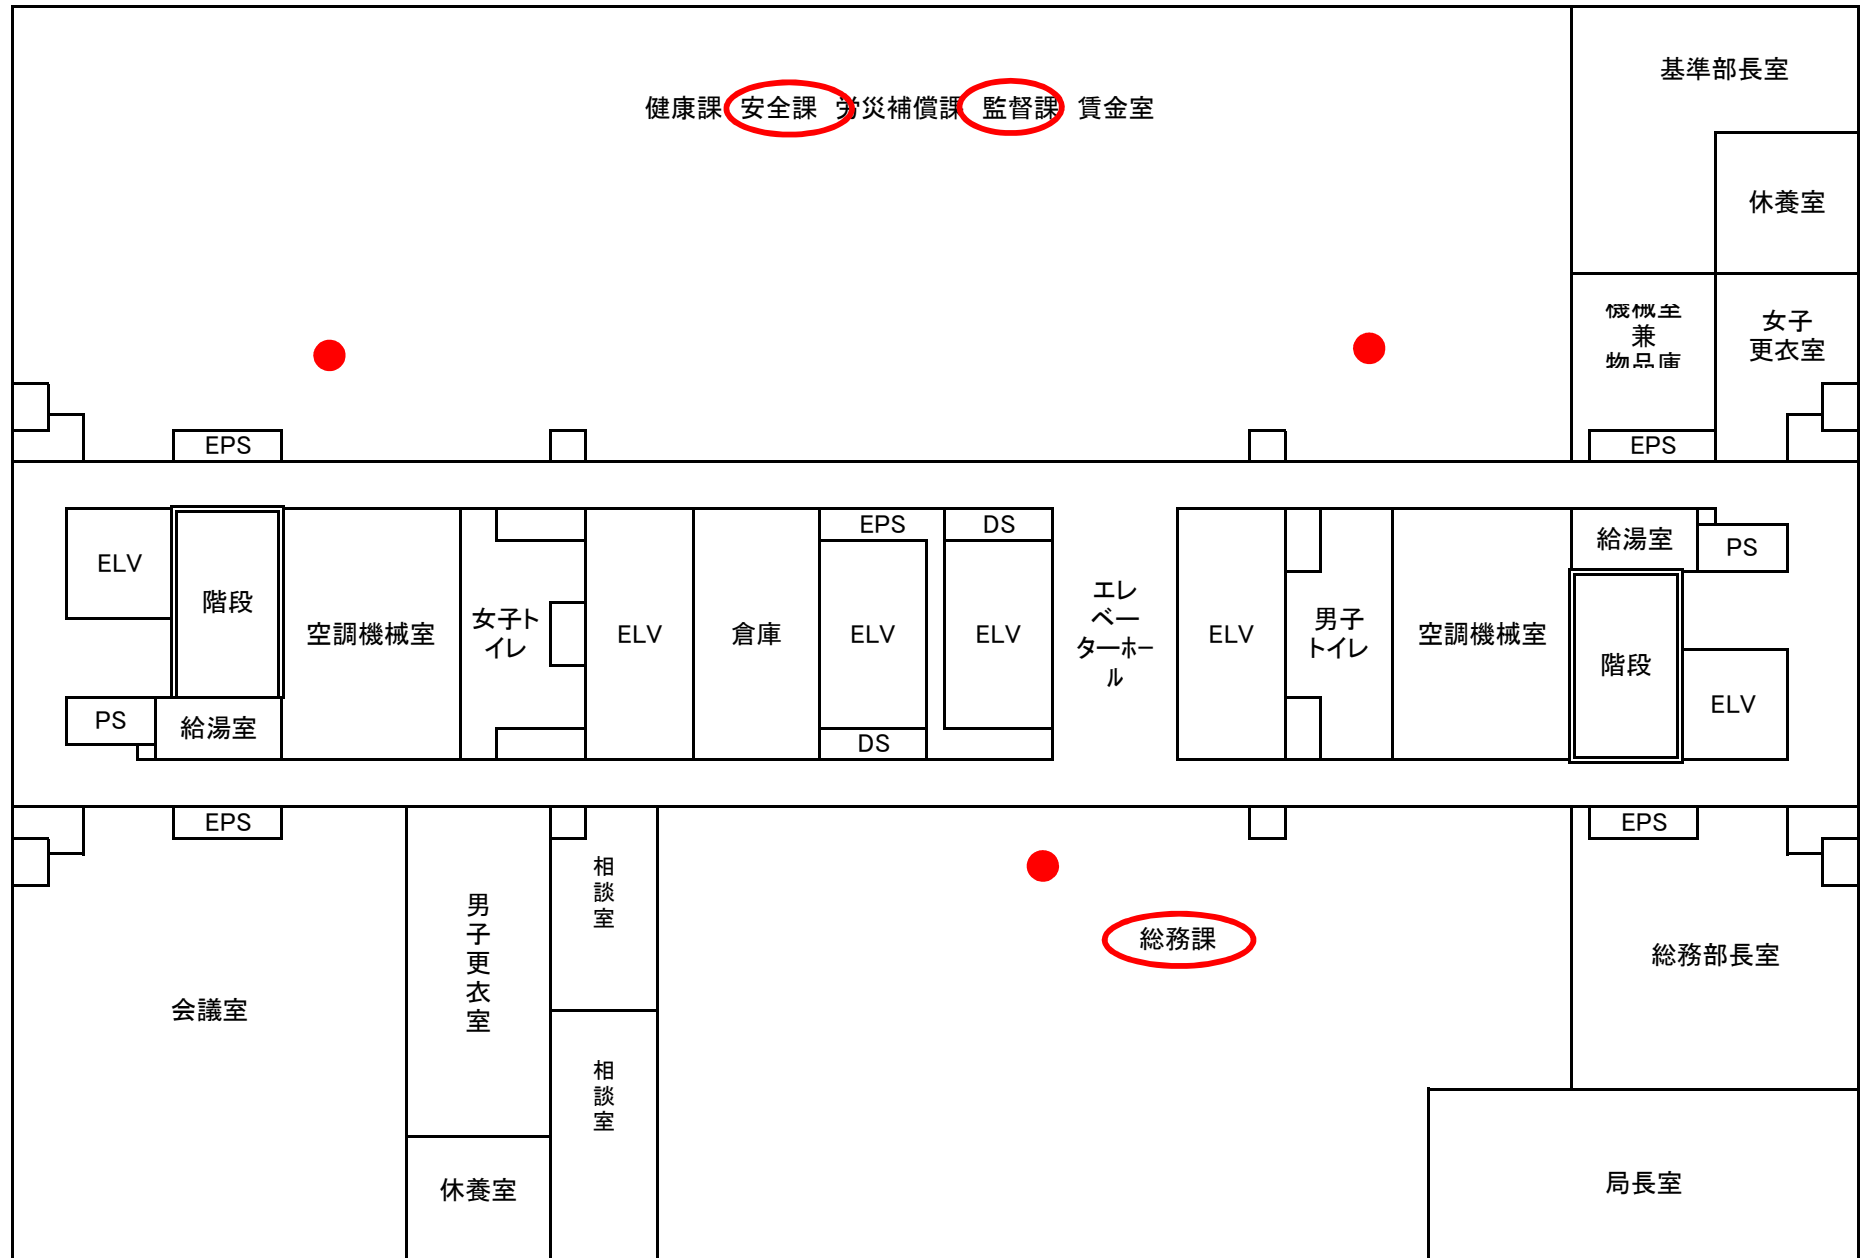 基準部長室
健康課 安全課 労災補償課 監督課 賃金室
休養室
機械室
兼
物品庫
女子
更衣室
EPS
EPS
ELV
階段
空調機械室
女子ト
イレ
ELV
倉庫
EPS
ELV
DS
DS
ELV
エレ
ベー
ターホー
ル
ELV
男子
トイレ
空調機械室
給湯室
PS
階段
ELV
PS
給湯室
EPS
EPS
会議室
男
子
更
衣
室
休養室
相
談
室
相
談
室
総務課
総務部長室
局長室